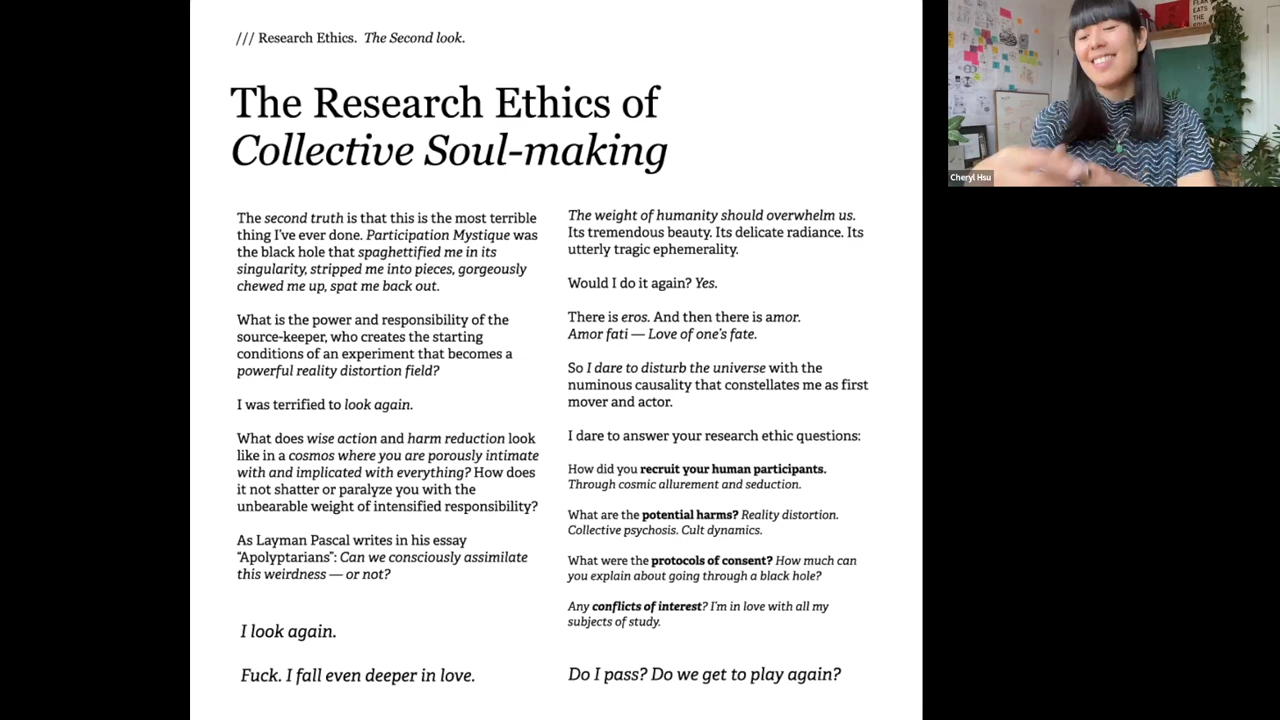 /// Research Ethics. The Second look.
The Research Ethics of
Collective Soul-making
The second truth is that this is the most terrible
thing I've ever done. Participation Mystique was
the black hole that spaghettified me in its
singularity, stripped me into pieces, gorgeously
chewed me up, spat me back out.
What is the power and responsibility of the
source-keeper, who creates the starting
conditions of an experiment that becomes a
powerful reality distortion field?
I was terrified to look again.
What does wise action and harm reduction look
like in a cosmos where you are porously intimate
with and implicated with everything? How does
it not shatter or paralyze you with the
unbearable weight of intensified responsibility?
As Layman Pascal writes in his essay
"Apolyptarians": Can we consciously assimilate
this weirdness — or not?
I look again.
Fuck. I fall even deeper in love.
The weight of humanity should overwhelm us.
Its tremendous beauty. Its delicate radiance. Its
utterly tragic ephemerality.
Would I do it again? Yes.
There is eros. And then there is amor.
Amor fati — Love of one's fate.
So I dare to disturb the universe with the
numinous causality that constellates me as first
mover and actor.
I dare to answer your research ethic questions:
How did you recruit your human participants.
Through cosmic allurement and seduction.
What are the potential harms? Reality distortion.
Collective psychosis. Cult dynamics.
What were the protocols of consent? How much can
you explain about going through a black hole?
Any conflicts of interest? I'm in love with all my
subjects of study.
Do I pass? Do we get to play again?
FEAR
EATS
THE
SOUL
Cheryl Hsu